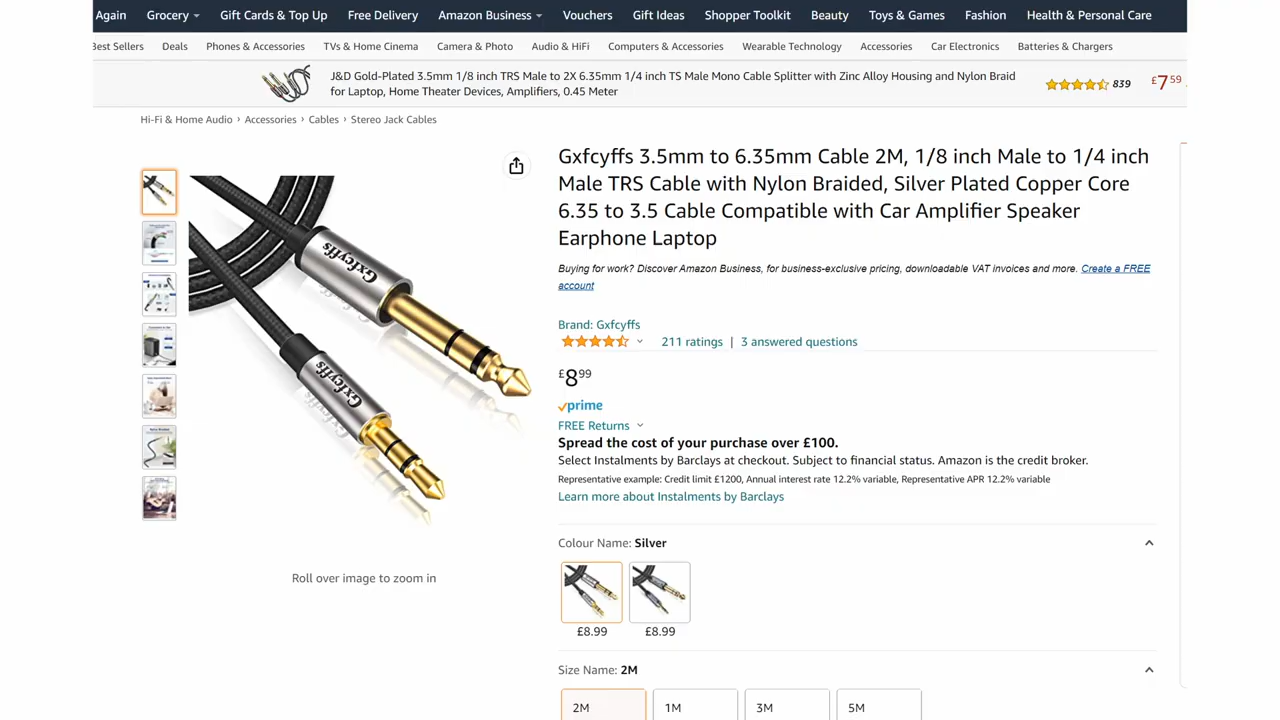 Again Grocery Gift Cards & Top Up Free Delivery Amazon Business Vouchers Gift Ideas Shopper Toolkit Beauty Toys & Games Fashion Health & Personal Care
Best Sellers Deals Phones & Accessories TVs & Home Cinema Camera & Photo Audio & HiFi Computers & Accessories Wearable Technology Accessories Car Electronics Batteries & Chargers
J&D Gold-Plated 3.5mm 1/8 inch TRS Male to 2X 6.35mm 1/4 inch TS Male Mono Cable Splitter with Zinc Alloy Housing and Nylon Braid
for Laptop, Home Theater Devices, Amplifiers, 0.45 Meter
839
£7 59
Hi-Fi & Home Audio › Accessories › Cables › Stereo Jack Cables
Gxfcyffs 3.5mm to 6.35mm Cable 2M, 1/8 inch Male to 1/4 inch
Male TRS Cable with Nylon Braided, Silver Plated Copper Core
6.35 to 3.5 Cable Compatible with Car Amplifier Speaker
Earphone Laptop
Buying for work? Discover Amazon Business, for business-exclusive pricing, downloadable VAT invoices and more. Create a FREE
account
Brand: Gxfcyffs
211 ratings | 3 answered questions
£8 99
prime
FREE Returns
Spread the cost of your purchase over £100.
Select Instalments by Barclays at checkout. Subject to financial status. Amazon is the credit broker.
Representative example: Credit limit £1200, Annual interest rate 12.2% variable, Representative APR 12.2% variable
Learn more about Instalments by Barclays
Gxfcyffs
Gxfcyffs
Roll over image to zoom in
Colour Name: Silver
£8.99 £8.99
Size Name: 2M
2M 1M 3M 5M